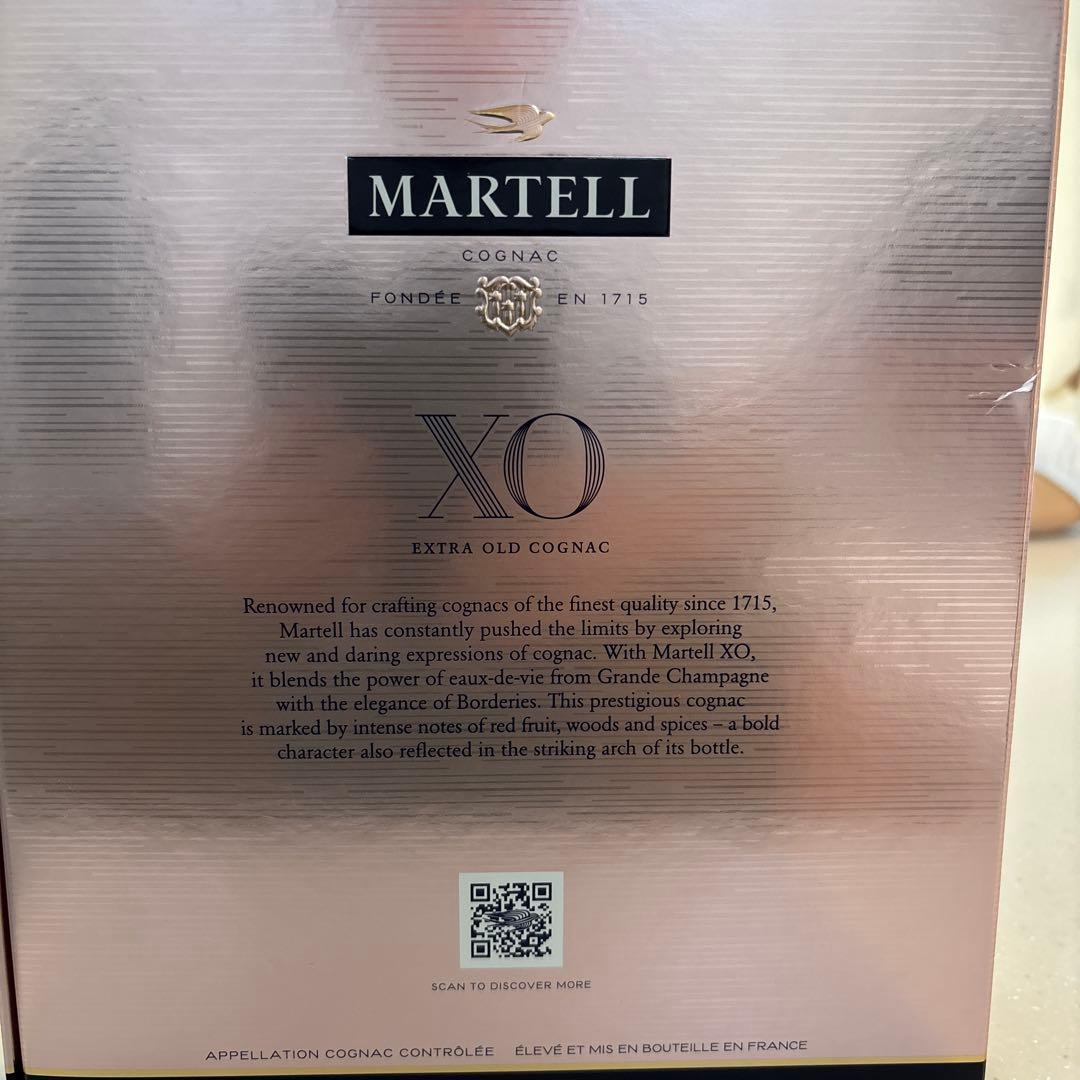 MARTELL
COGNAC
FONDÉE EN 1715
XO
EXTRA OLD COGNAC
Renowned for crafting cognacs of the finest quality since 1715,
Martell has constantly pushed the limits by exploring
new and daring expressions of cognac. With Martell XO,
it blends the power of eaux-de-vie from Grande Champagne
with the elegance of Borderies. This prestigious cognac
is marked by intense notes of red fruit, woods and spices – a bold
character also reflected in the striking arch of its bottle.
SCAN TO DISCOVER MORE
APPELLATION COGNAC CONTRÔLÉE ÉLEVÉ ET MIS EN BOUTEILLE EN FRANCE